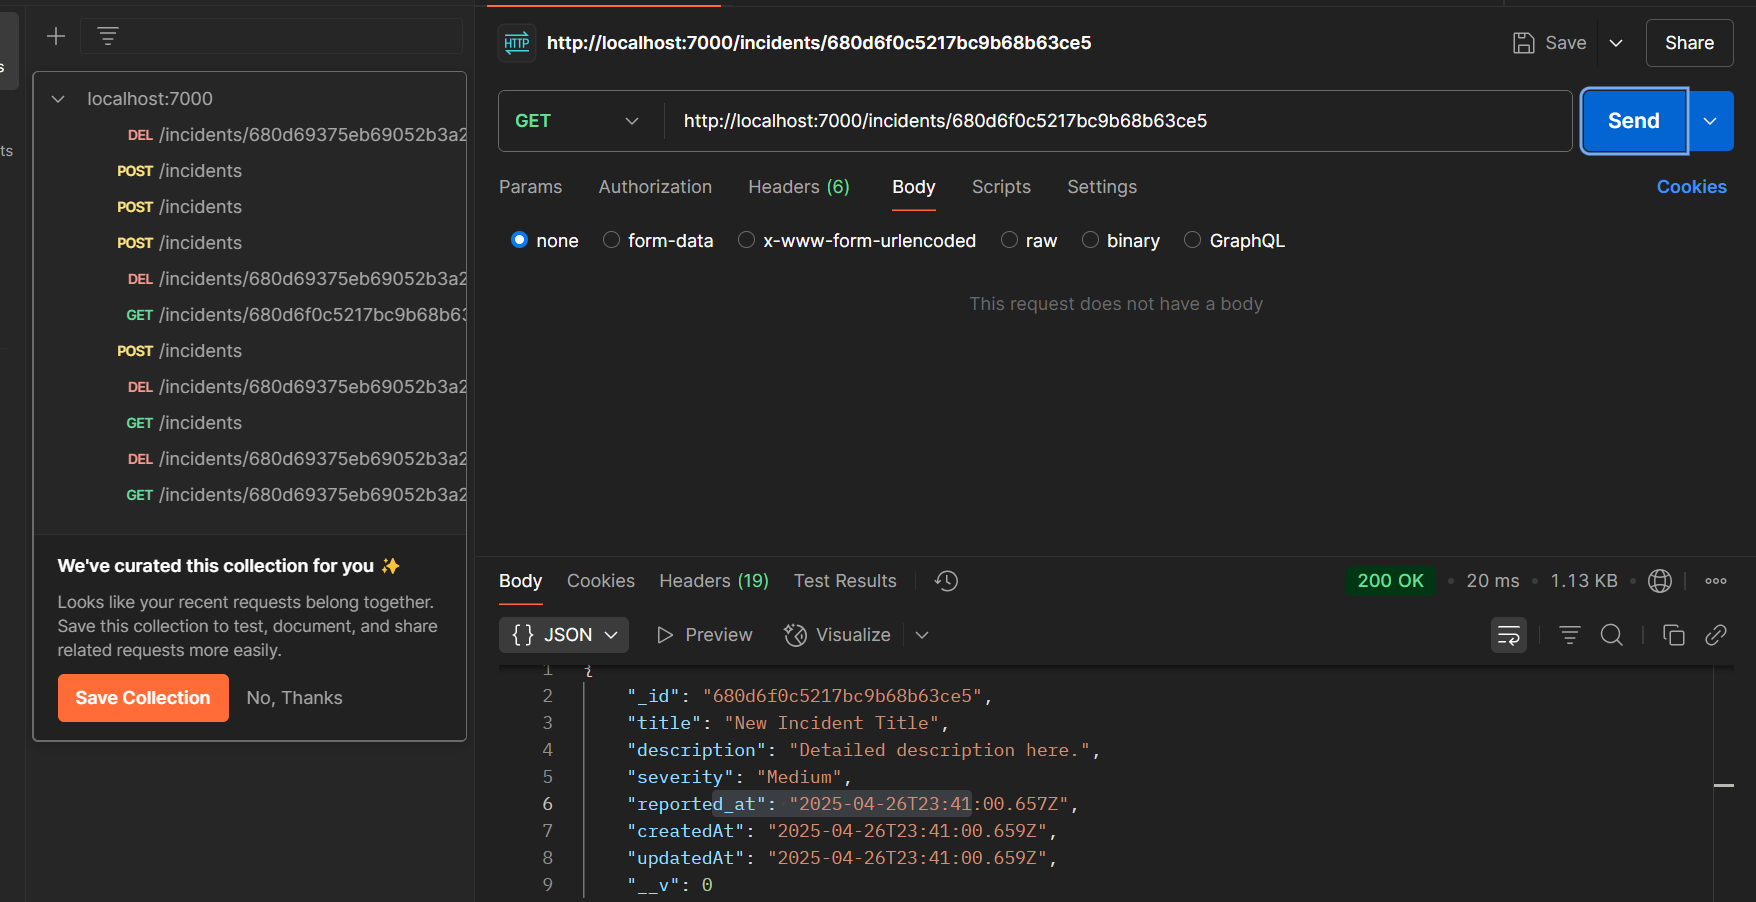 s
ts
localhost:7000
DEL /incidents/680d69375eb69052b3a2
POST /incidents
POST /incidents
POST /incidents
DEL /incidents/680d69375eb69052b3a2
GET /incidents/680d6f0c5217bc9b68b63
POST /incidents
DEL /incidents/680d69375eb69052b3a2
GET /incidents
DEL /incidents/680d69375eb69052b3a2
GET /incidents/680d69375eb69052b3a2
We've curated this collection for you ✨
Looks like your recent requests belong together.
Save this collection to test, document, and share
related requests more easily.
Save Collection No, Thanks
HTTP http://localhost:7000/incidents/680d6f0c5217bc9b68b63ce5 Save Share
GET http://localhost:7000/incidents/680d6f0c5217bc9b68b63ce5 Send
Params Authorization Headers (6) Body Scripts Settings Cookies
none form-data x-www-form-urlencoded raw binary GraphQL
This request does not have a body
Body Cookies Headers (19) Test Results 200 OK • 20 ms • 1.13 KB •
{} JSON Preview Visualize
1 {
2 "_id": "680d6f0c5217bc9b68b63ce5",
3 "title": "New Incident Title",
4 "description": "Detailed description here.",
5 "severity": "Medium",
6 "reported_at": "2025-04-26T23:41:00.657Z",
7 "createdAt": "2025-04-26T23:41:00.659Z",
8 "updatedAt": "2025-04-26T23:41:00.659Z",
9 "__v": 0